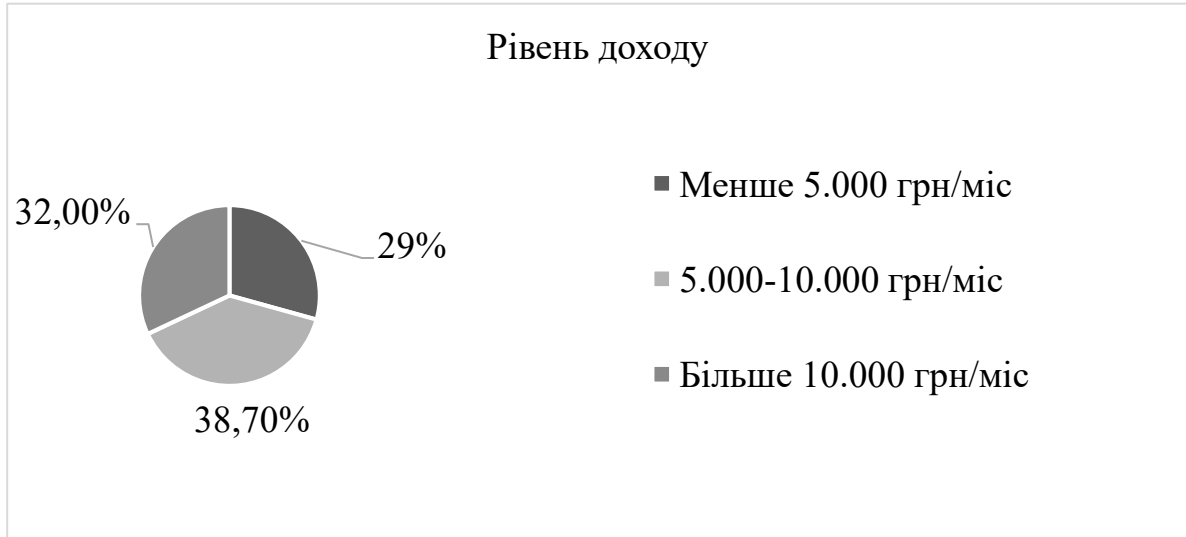 Рівень доходу
32,00%
29%
38,70%
Менше 5.000 грн/міс
5.000-10.000 грн/міс
Більше 10.000 грн/міс